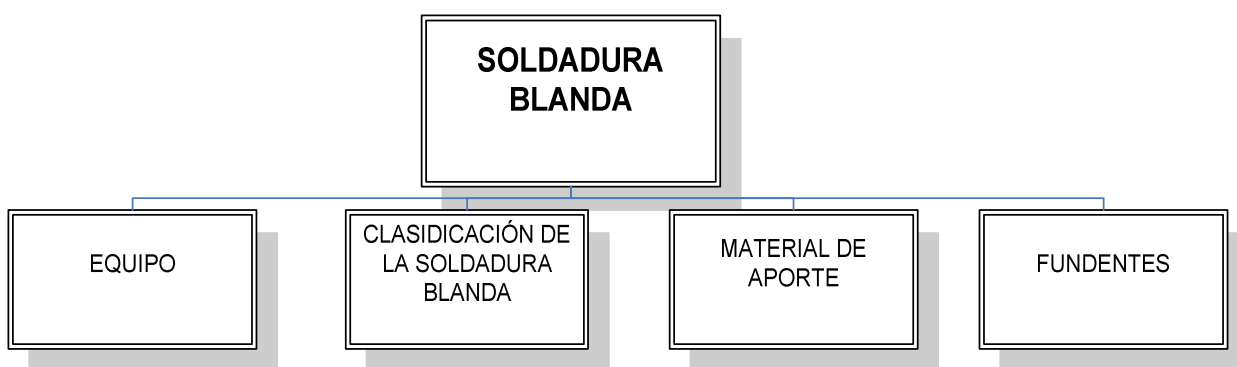 SOLDADURA
BLANDA
EQUIPO
CLASIDICACIÓN DE
LA SOLDADURA
BLANDA
MATERIAL DE
APORTE
FUNDENTES